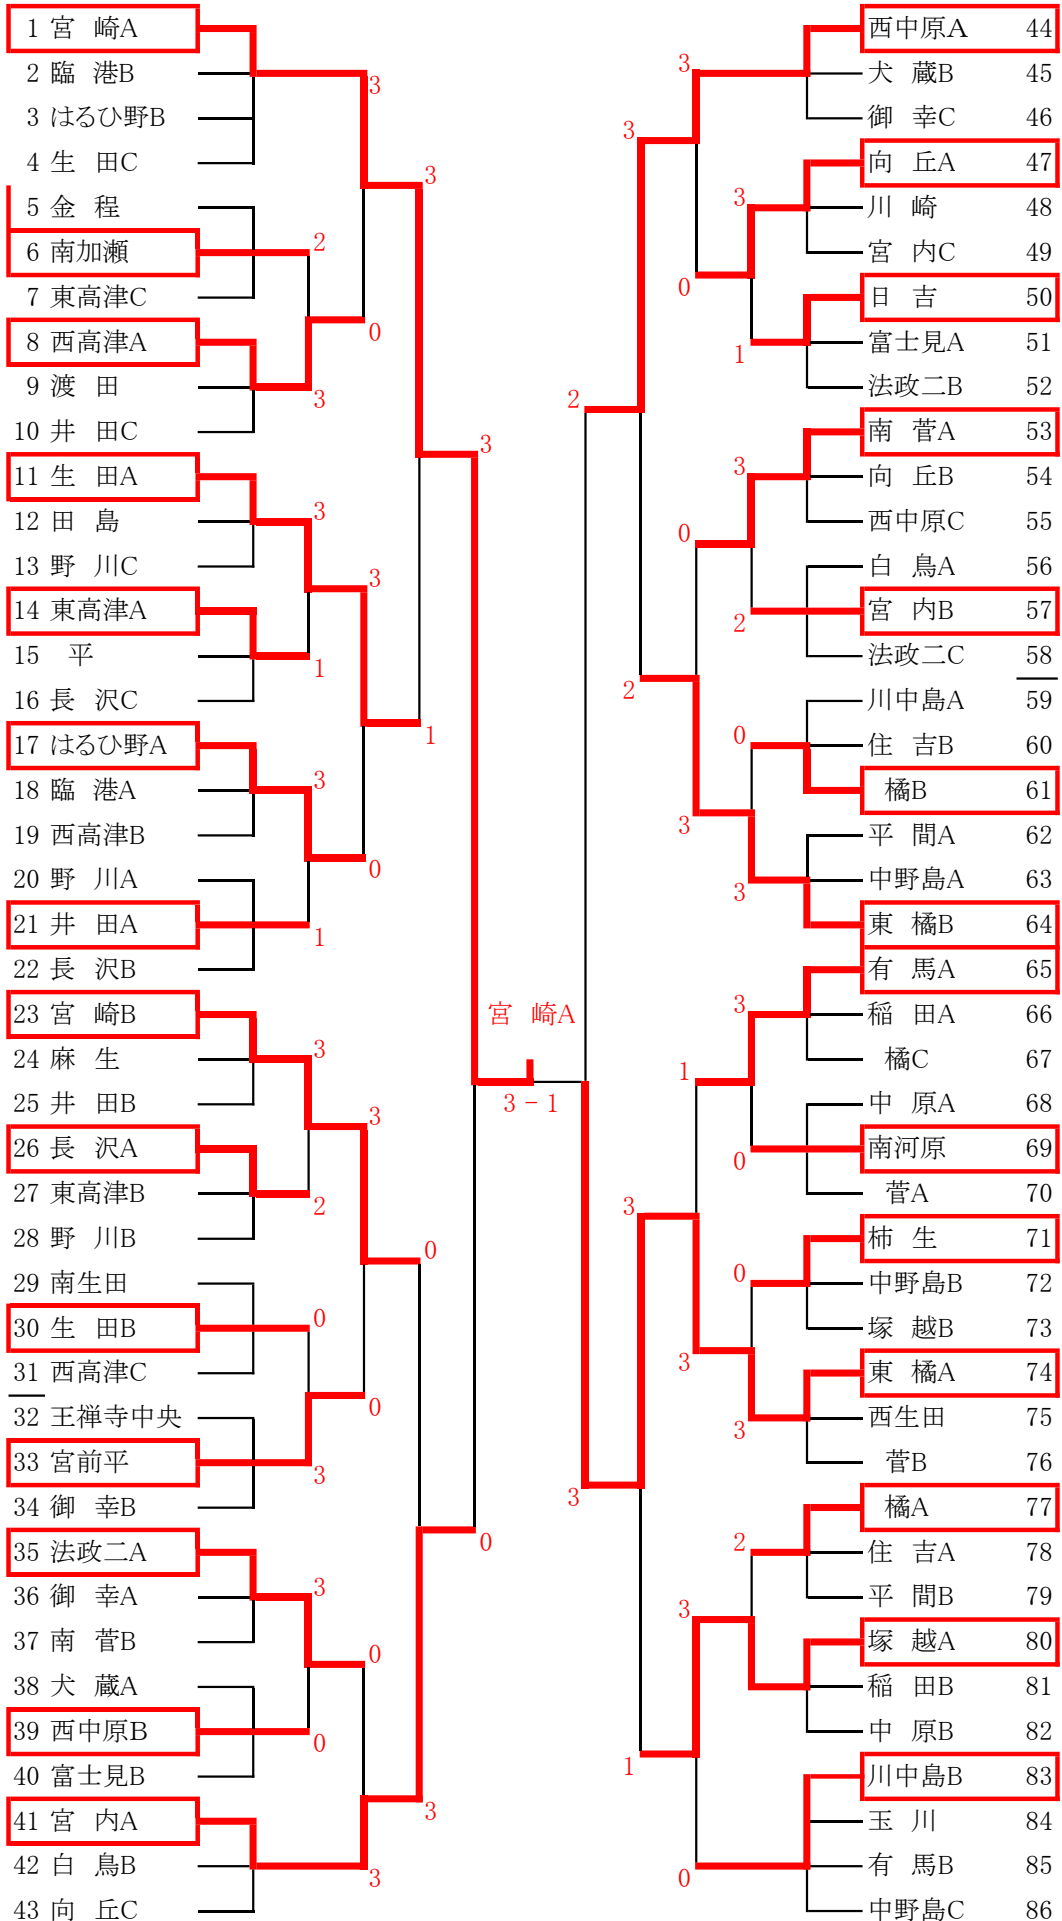 1 宮 崎A
2 臨 港B
3 はるひ野B
4 生 田C
5 金 程
6 南加瀬
7 東高津C
8 西高津A
9 渡 田
10 井 田C
11 生 田A
12 田 島
13 野 川C
14 東高津A
15 平
16 長 沢C
17 はるひ野A
18 臨 港A
19 西高津B
20 野 川A
21 井 田A
22 長 沢B
23 宮 崎B
24 麻 生
25 井 田B
26 長 沢A
27 東高津B
28 野 川B
29 南生田
30 生 田B
31 西高津C
32 王禅寺中央
33 宮前平
34 御 幸B
35 法政二A
36 御 幸A
37 南 菅B
38 犬 蔵A
39 西中原B
40 富士見B
41 宮 内A
42 白 鳥B
43 向 丘C
3
3
2
0
3
3
3
3
1
1
3
0
1
3
3
2
0
0
0
3
0
3
0
0
3
3
宮 崎A
3 − 1
3
3
3
0
1
2
3
0
2
2
0
3
3
3
1
0
3
0
3
3
3
2
3
1
0
西中原A 44
犬 蔵B 45
御 幸C 46
向 丘A 47
川 崎 48
宮 内C 49
日 吉 50
富士見A 51
法政二B 52
南 菅A 53
向 丘B 54
西中原C 55
白 鳥A 56
宮 内B 57
法政二C 58
川中島A 59
住 吉B 60
橘B 61
平 間A 62
中野島A 63
東 橘B 64
有 馬A 65
稲 田A 66
橘C 67
中 原A 68
南河原 69
菅A 70
柿 生 71
中野島B 72
塚 越B 73
東 橘A 74
西生田 75
菅B 76
橘A 77
住 吉A 78
平 間B 79
塚 越A 80
稲 田B 81
中 原B 82
川中島B 83
玉 川 84
有 馬B 85
中野島C 86